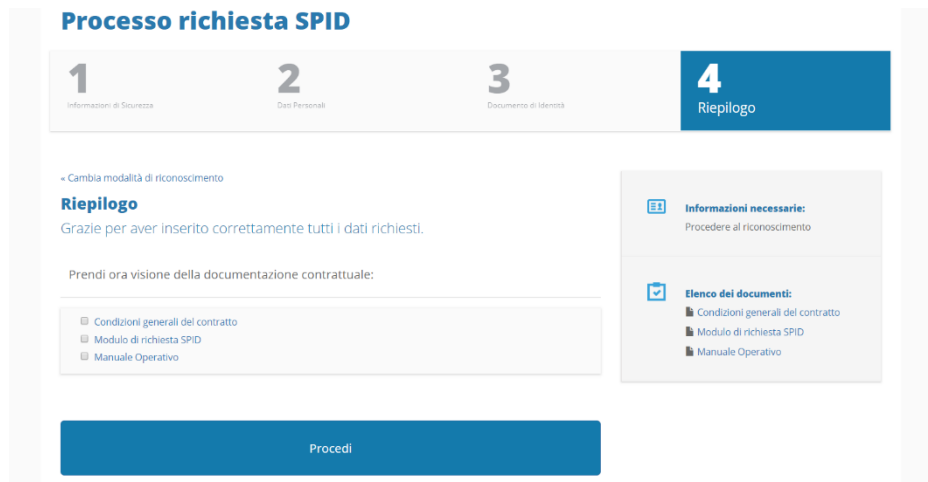 Processo richiesta SPID
1
Informazioni di Sicurezza
2
Dati Personali
3
Documento di Identità
4
Riepilogo
« Cambia modalità di riconoscimento
Riepilogo
Grazie per aver inserito correttamente tutti i dati richiesti.
Prendi ora visione della documentazione contrattuale:
Condizioni generali del contratto
Modulo di richiesta SPID
Manuale Operativo
Procedi
Informazioni necessarie:
Procedere al riconoscimento
Elenco dei documenti:
Condizioni generali del contratto
Modulo di richiesta SPID
Manuale Operativo